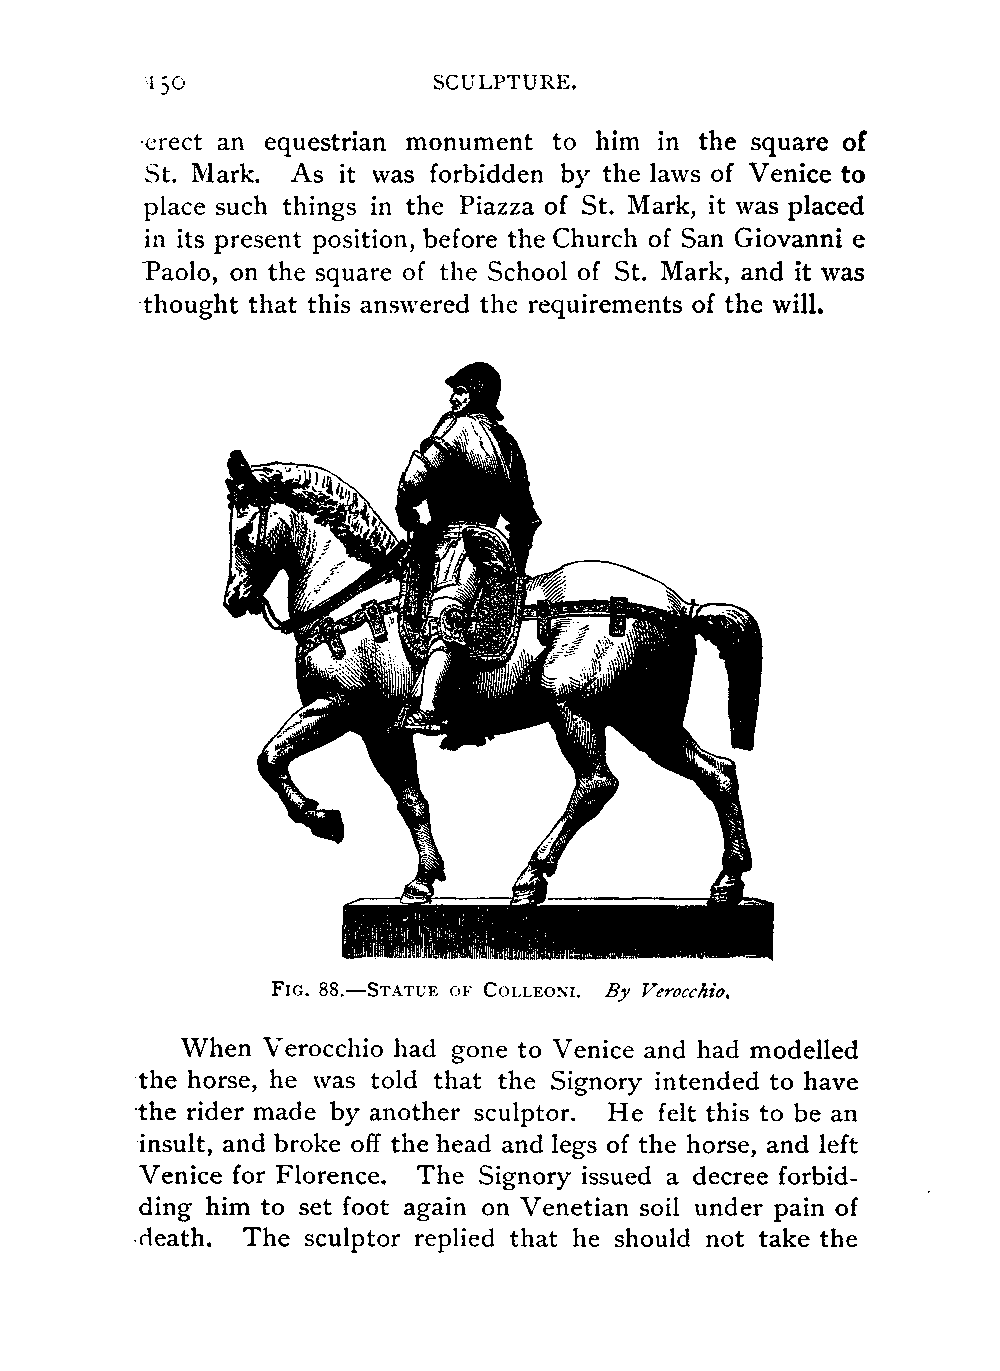 150 SCULPTURE.
erect an equestrian monument to him in the square of
St. Mark. As it was forbidden by the laws of Venice to
place such things in the Piazza of St. Mark, it was placed
in its present position, before the Church of San Giovanni e
Paolo, on the square of the School of St. Mark, and it was
thought that this answered the requirements of the will.
FIG. 88.—STATUE OF COLLEONI. By Verocchio.
When Verocchio had gone to Venice and had modelled
the horse, he was told that the Signory intended to have
the rider made by another sculptor. He felt this to be an
insult, and broke off the head and legs of the horse, and left
Venice for Florence. The Signory issued a decree forbid-
ding him to set foot again on Venetian soil under pain of
death. The sculptor replied that he should not take the